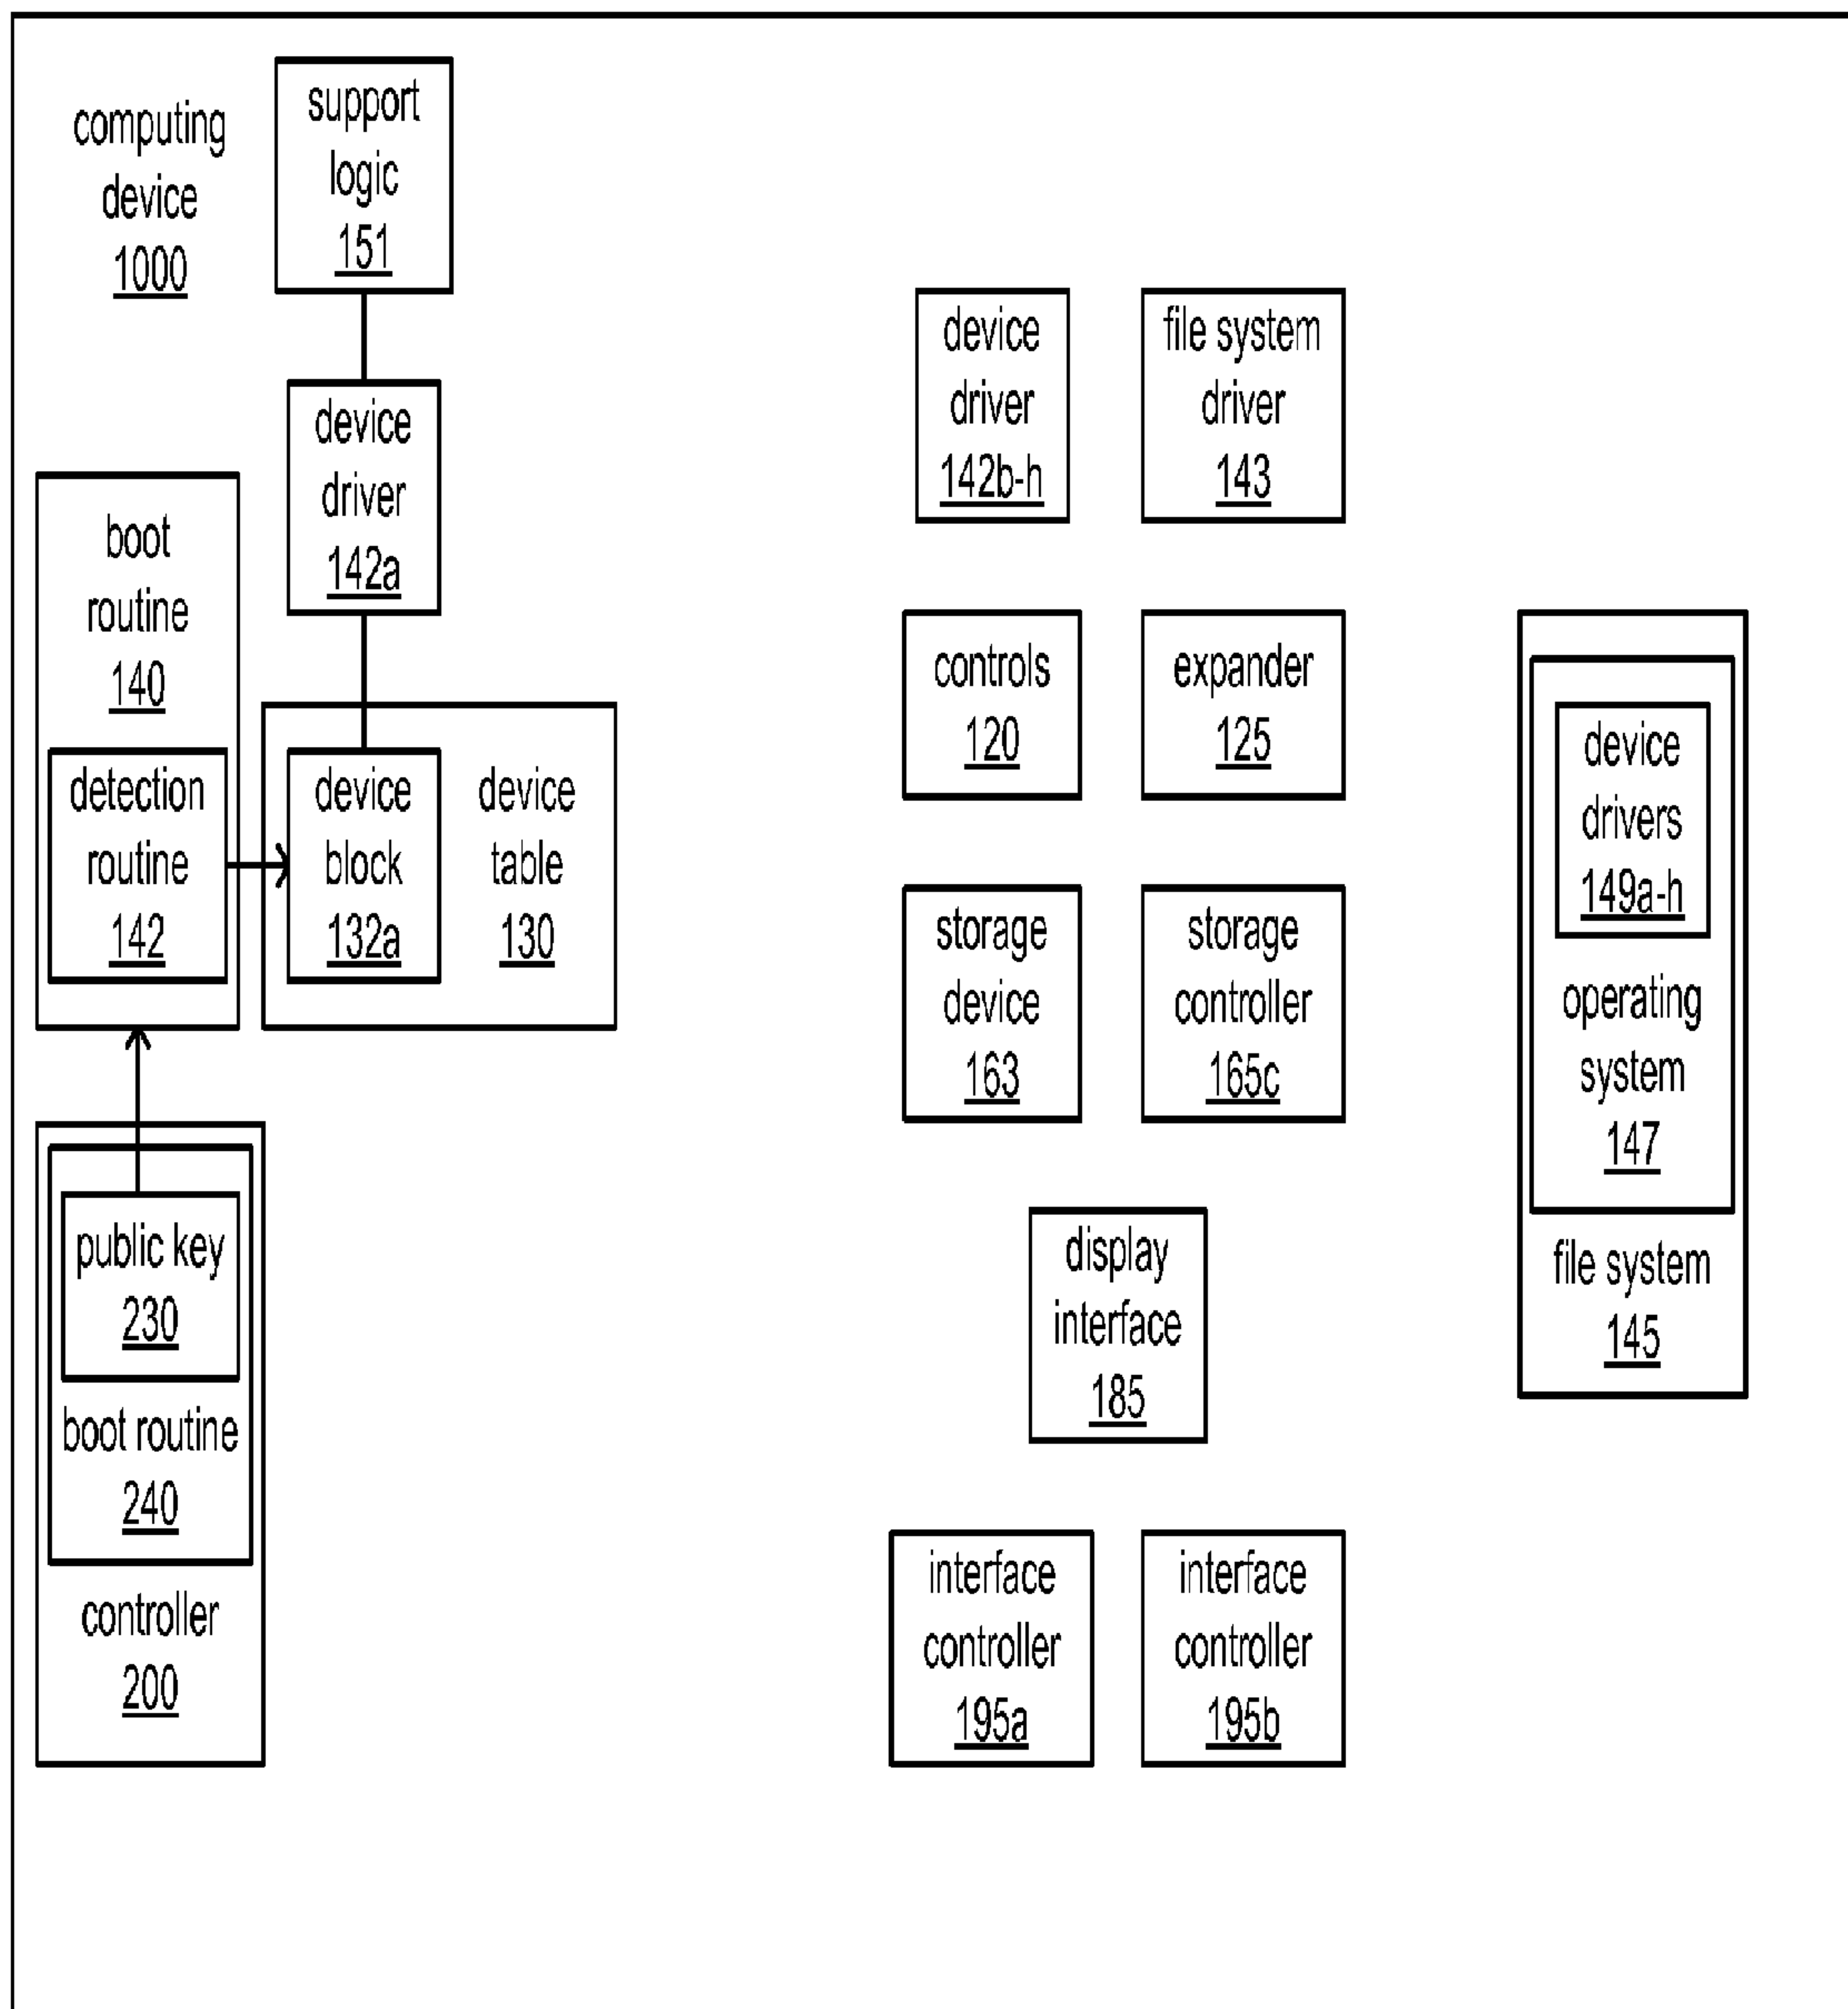 computing
device
1000
support
logic
151
device
driver
142a
boot
routine
140
detection
routine
142
device
block
132a
device
table
130
public key
230
boot routine
240
controller
200
device
driver
142b-h
file system
driver
143
controls
120
expander
125
storage
device
163
storage
controller
165c
display
interface
185
interface
controller
195a
interface
controller
195b
device
drivers
149a-h
operating
system
147
file system
145